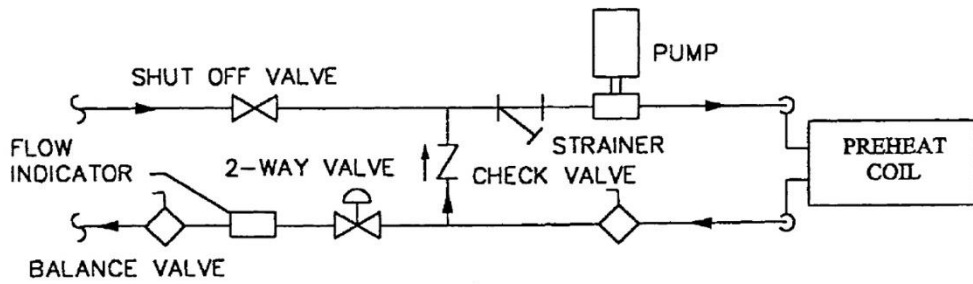 PUMP
SHUT OFF VALVE
STRAINER
PREHEAT
COIL
FLOW
INDICATOR
2-WAY VALVE
CHECK VALVE
BALANCE VALVE